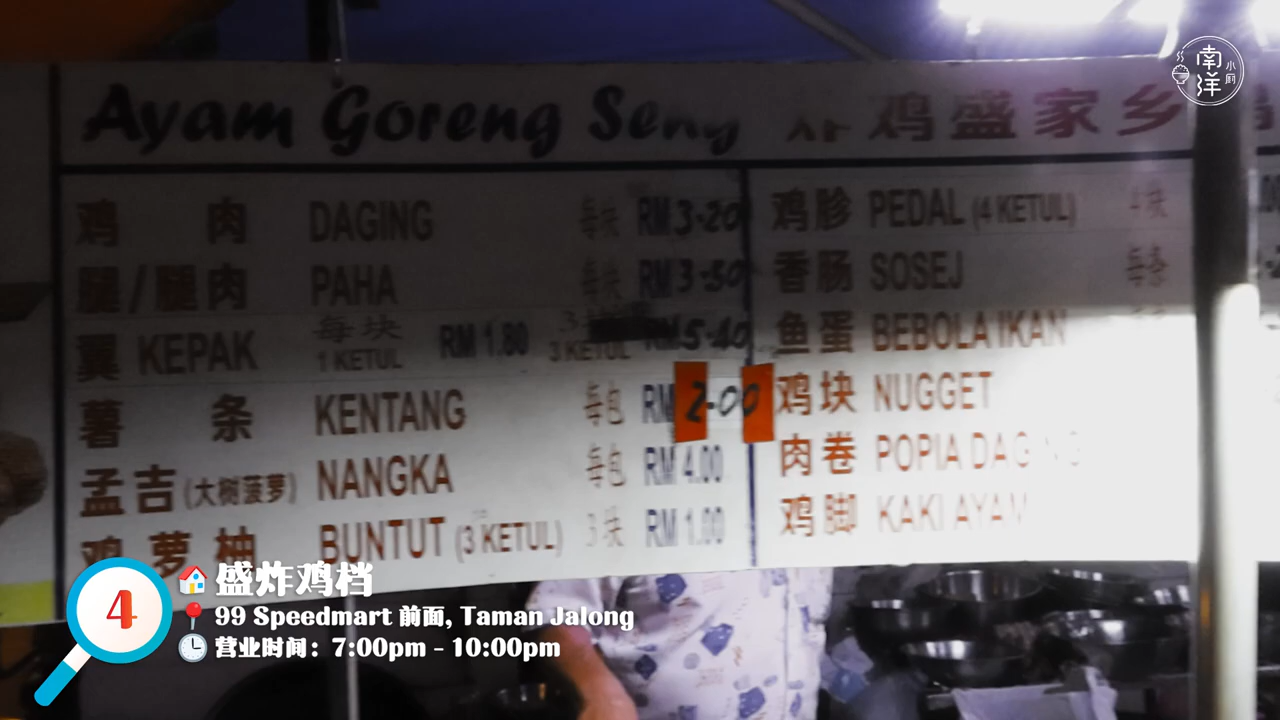 南洋小厨
Ayam Goreng Seng 炸鸡盛家乡
鸡肉 DAGING 每块 RM 3.20
腿/腿肉 PAHA 每块 RM 3.50
翼 KEPAK 每块 1 KETUL RM 1.80 3 KETUL RM 5.40
薯条 KENTANG 每包 RM 2.00
孟吉(大树菠萝) NANGKA 每包 RM 4.00
鸡萝柚 BUNTUT (3 KETUL) 3块 RM 1.00
鸡胗 PEDAL (4 KETUL) 4块
香肠 SOSEJ 每条
鱼蛋 BEBOLA IKAN
鸡块 NUGGET
肉卷 POPIA DAGING
鸡脚 KAKI AYAM
4
盛炸鸡档
99 Speedmart 前面, Taman Jalong
营业时间：7:00pm - 10:00pm